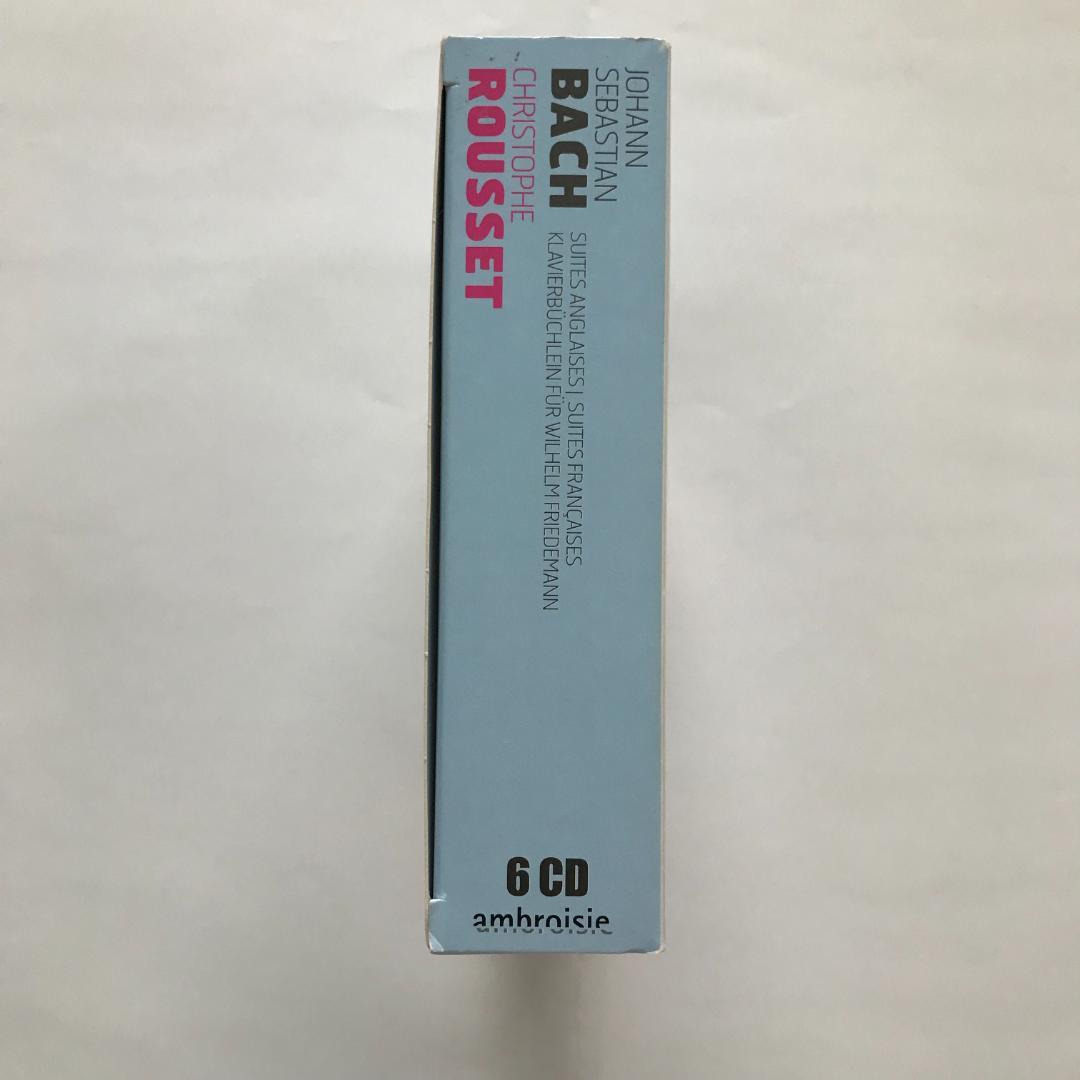 JOHANN
SEBASTIAN
BACH
SUITES ANGLAISES | SUITES FRANÇAISES
KLAVIERBÜCHLEIN FÜR WILHELM FRIEDEMANN
CHRISTOPHE
ROUSSET
6 CD
ambroisie